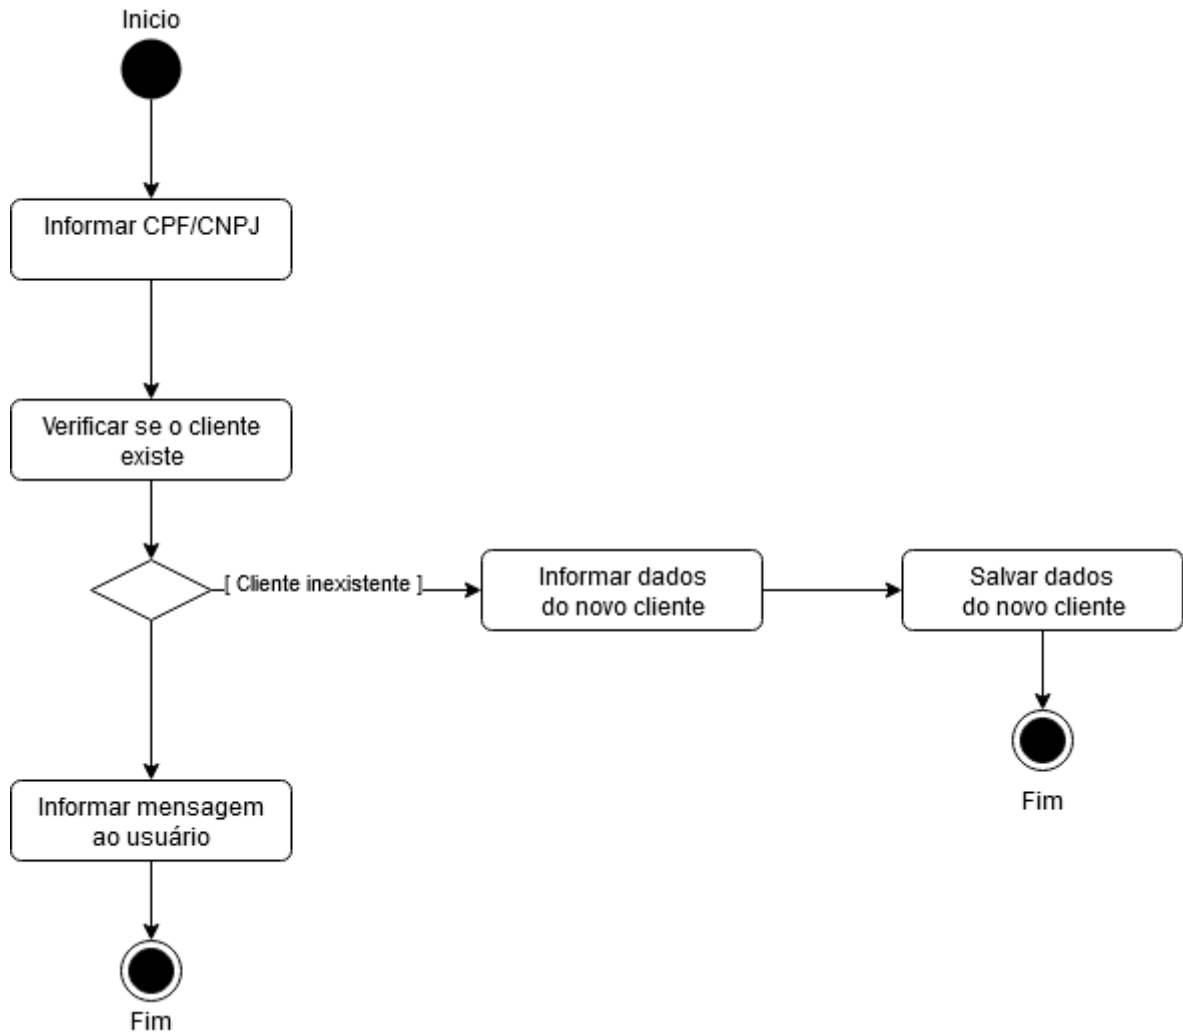 Inicio
Informar CPF/CNPJ
Verificar se o cliente
existe
[ Cliente inexistente ]
Informar dados
do novo cliente
Salvar dados
do novo cliente
Fim
Informar mensagem
ao usuário
Fim